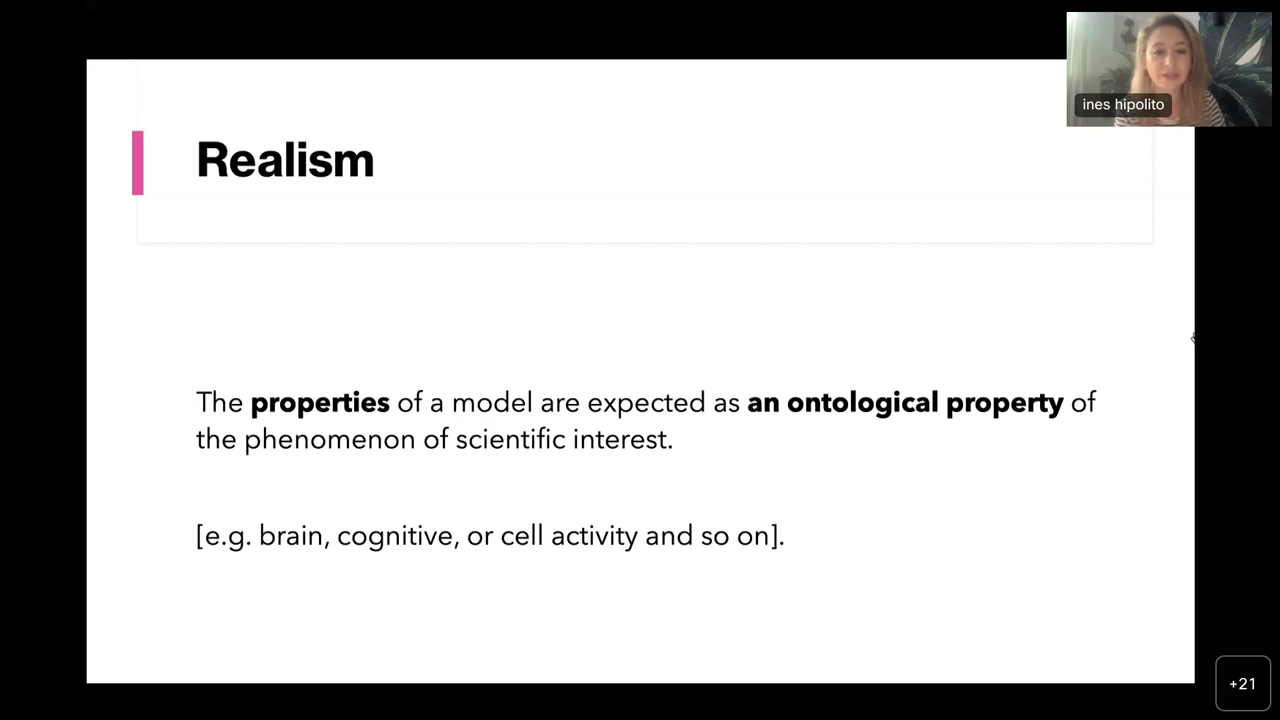 ines hipolito
Realism
The properties of a model are expected as an ontological property of
the phenomenon of scientific interest.
[e.g. brain, cognitive, or cell activity and so on].
+21